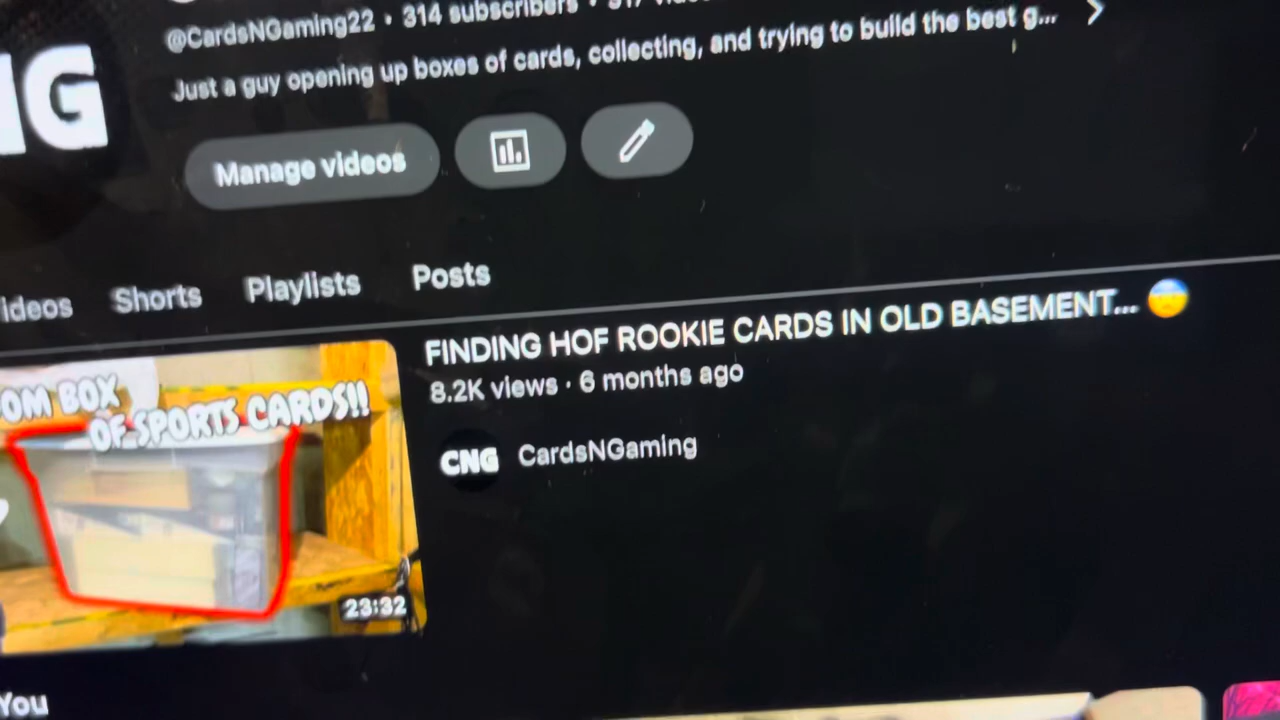 @CardsNGaming22 • 314 subscribers •
NG
Just a guy opening up boxes of cards, collecting, and trying to build the best g...
Manage videos
Shorts Playlists Posts
FINDING HOF ROOKIE CARDS IN OLD BASEMENT...
8.2K views • 6 months ago
OM BOX
OF SPORTS CARDS!!
CNG CardsNGaming
23:32
You